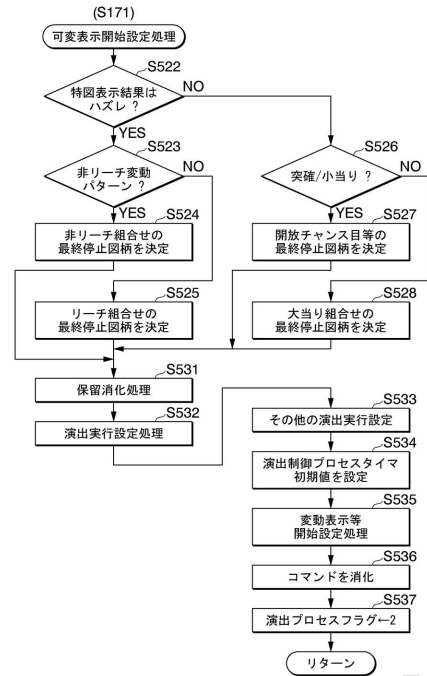 (S171)
可変表示開始設定処理
S522
特図表示結果は
ハズレ ?
NO
YES
S523
非リーチ変動
パターン ?
NO
YES
S524
非リーチ組合せの
最終停止図柄を決定
S525
リーチ組合せの
最終停止図柄を決定
S526
突確/小当り ?
NO
YES
S527
開放チャンス目等の
最終停止図柄を決定
S528
大当り組合せの
最終停止図柄を決定
S531
保留消化処理
S532
演出実行設定処理
S533
その他の演出実行設定
S534
演出制御プロセスタイマ
初期値を設定
S535
変動表示等
開始設定処理
S536
コマンドを消化
S537
演出プロセスフラグ←2
リターン